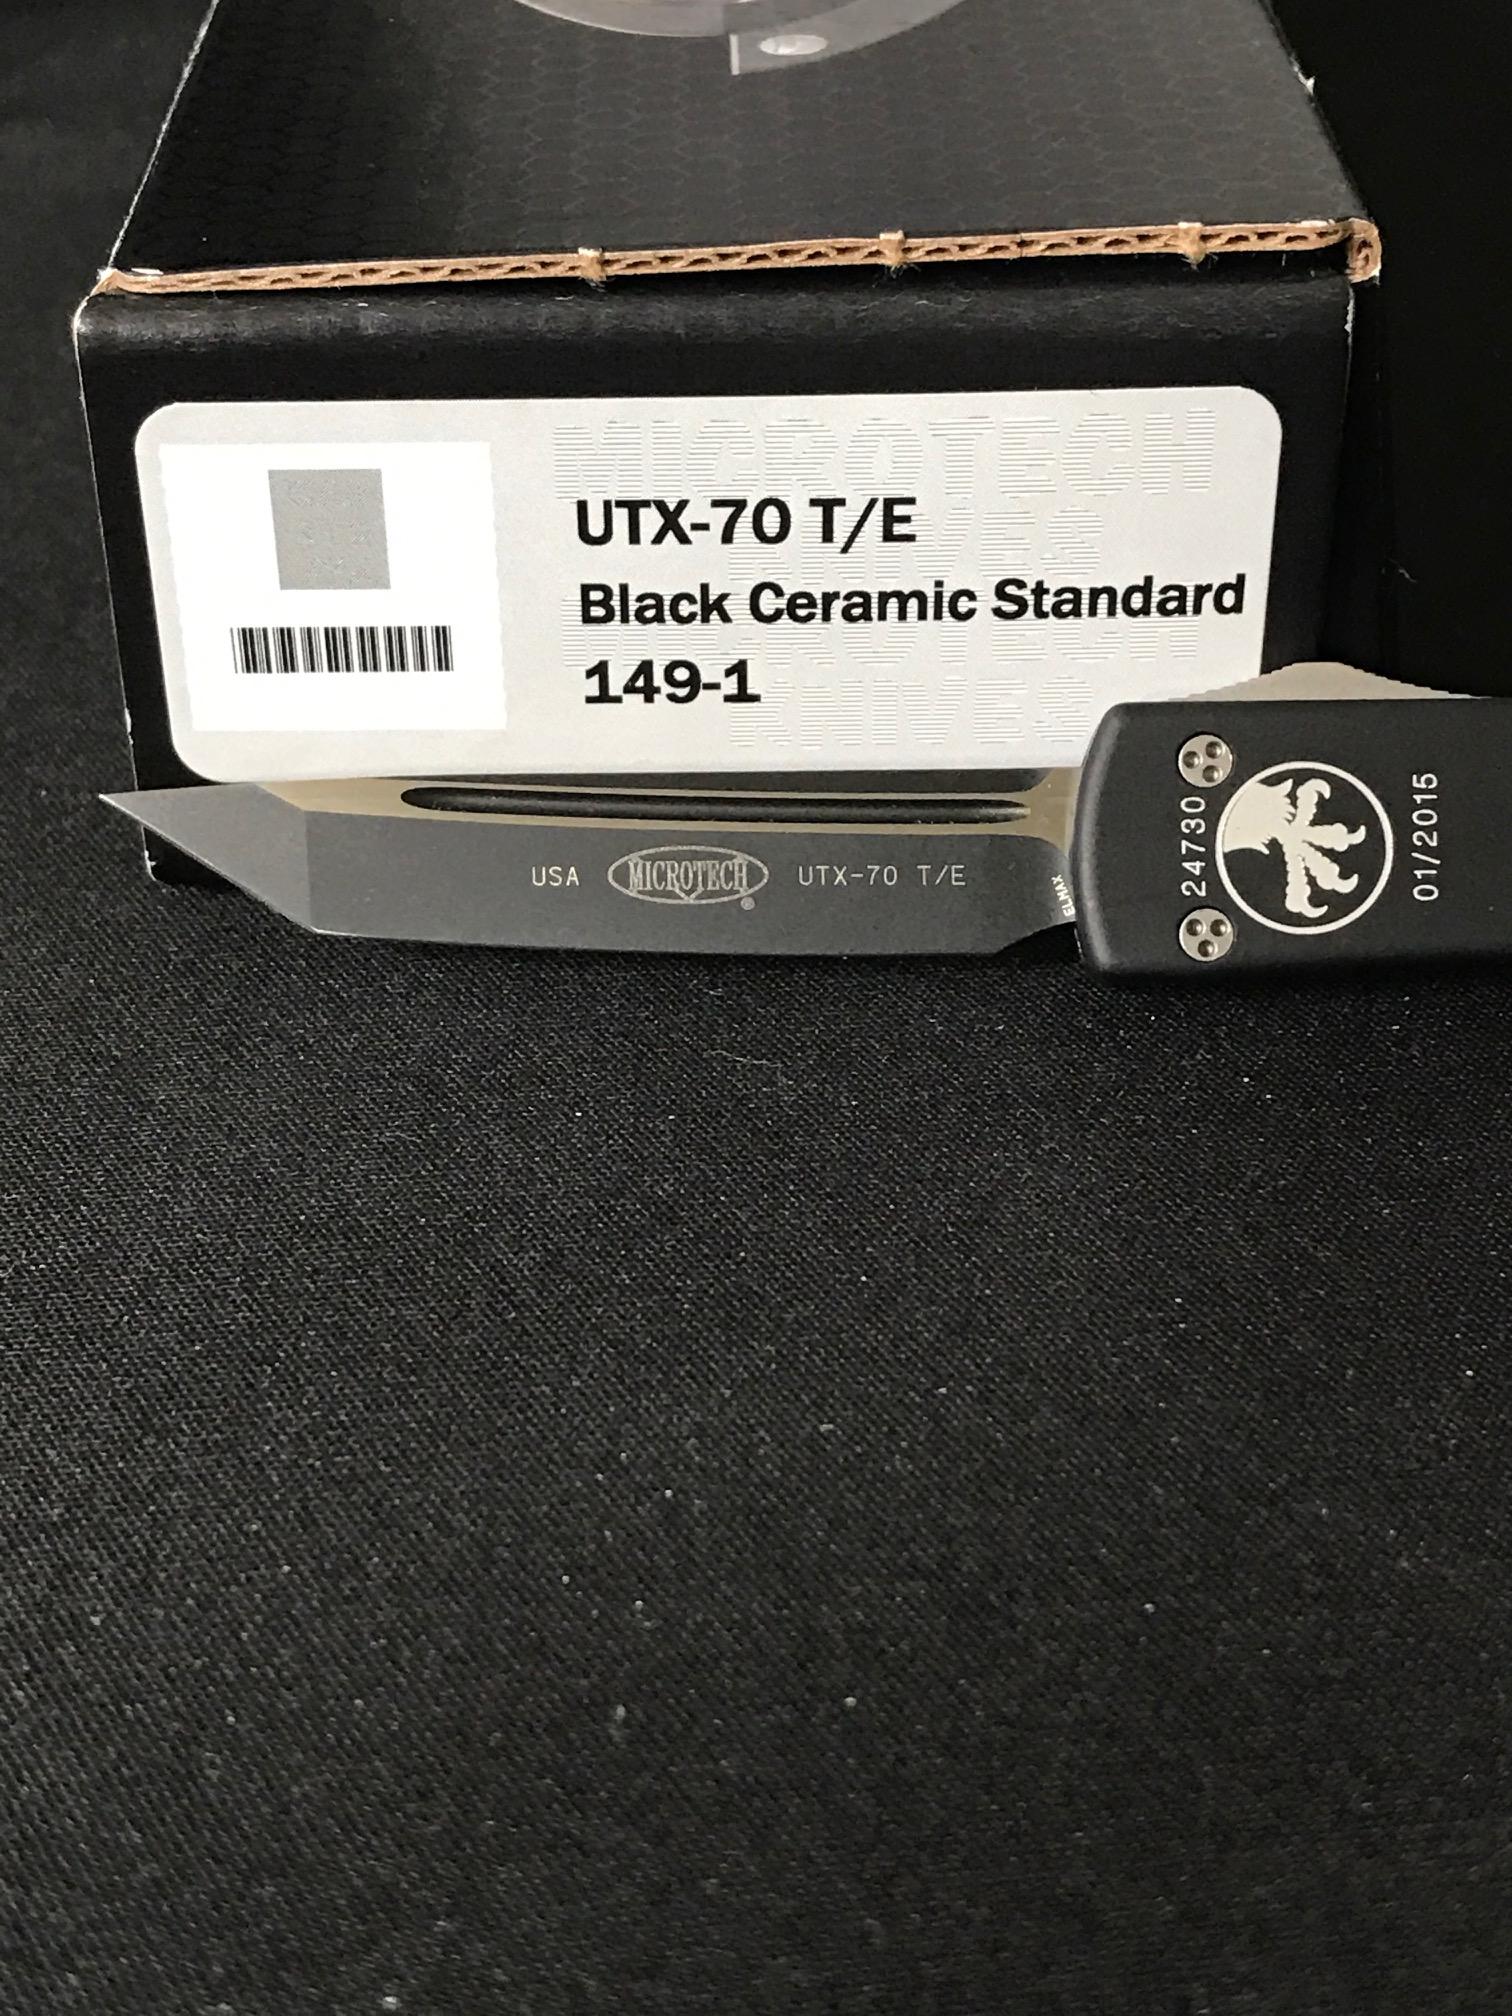 MICROTECH
KNIVES
MICROTECH
KNIVES
UTX-70 T/E
Black Ceramic Standard
149-1
USA MICROTECH ® UTX-70 T/E
ELMAX
24730
01/2015